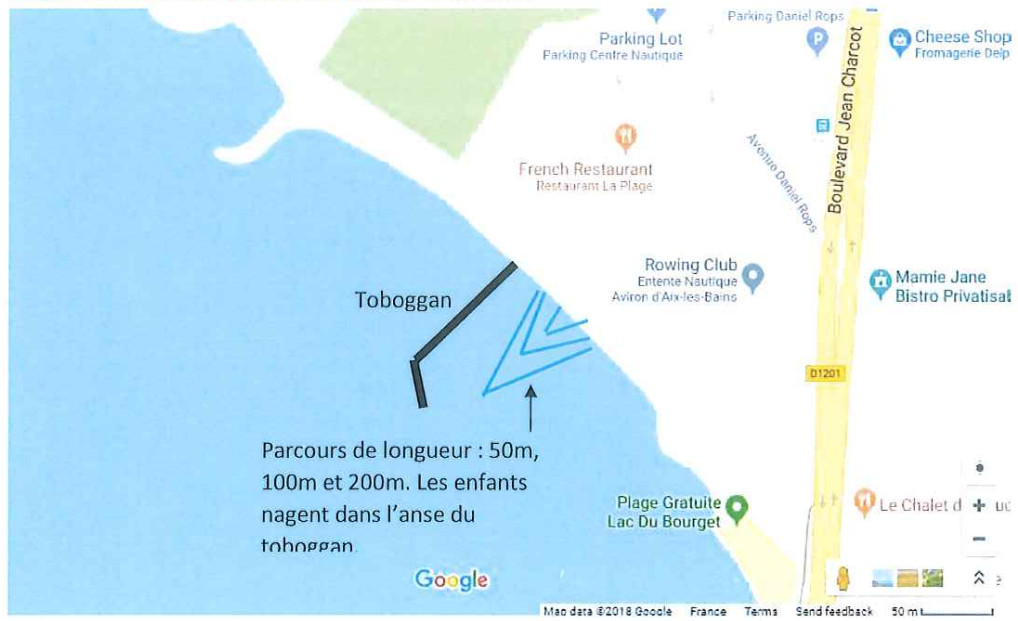 Parking Daniel Rops
Parking Lot
Parking Centre Nautique
P
Cheese Shop
Fromagerie Delp
Boulevard Jean Charcot
Avenue Daniel Rops
French Restaurant
Restaurant La Plage
Rowing Club
Entente Nautique
Aviron d'Aix-les-Bains
Mamie Jane
Bistro Privatisat
Toboggan
D1201
Parcours de longueur : 50m,
100m et 200m. Les enfants
nagent dans l'anse du
toboggan.
Plage Gratuite
Lac Du Bourget
Le Chalet d
uc
Google
Map data ©2018 Google France Terms Send feedback 50 m